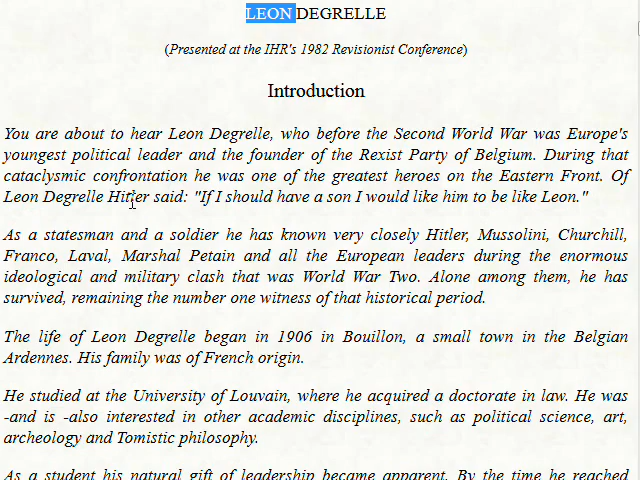 LEON DEGRELLE
(Presented at the IHR's 1982 Revisionist Conference)
Introduction
You are about to hear Leon Degrelle, who before the Second World War was Europe's
youngest political leader and the founder of the Rexist Party of Belgium. During that
cataclysmic confrontation he was one of the greatest heroes on the Eastern Front. Of
Leon Degrelle Hitler said: "If I should have a son I would like him to be like Leon."
As a statesman and a soldier he has known very closely Hitler, Mussolini, Churchill,
Franco, Laval, Marshal Petain and all the European leaders during the enormous
ideological and military clash that was World War Two. Alone among them, he has
survived, remaining the number one witness of that historical period.
The life of Leon Degrelle began in 1906 in Bouillon, a small town in the Belgian
Ardennes. His family was of French origin.
He studied at the University of Louvain, where he acquired a doctorate in law. He was
-and is -also interested in other academic disciplines, such as political science, art,
archeology and Tomistic philosophy.
As a student his natural gift of leadership became apparent. By the time he reached